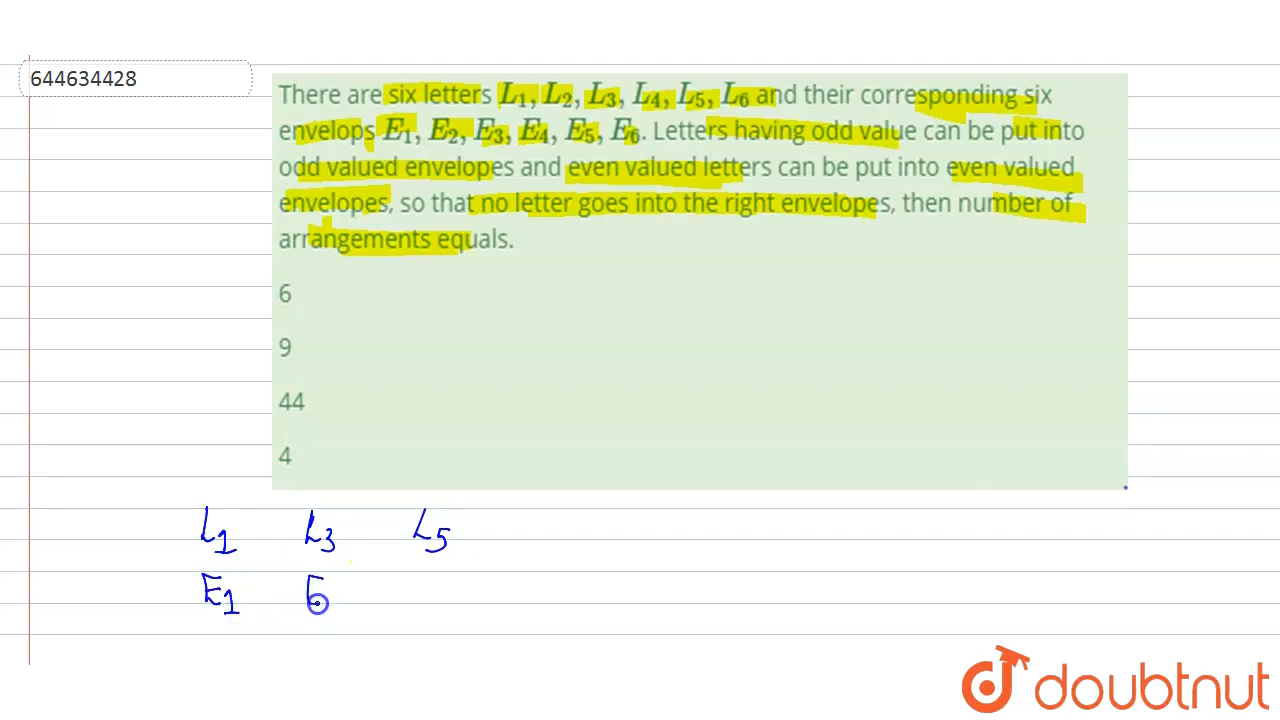 644634428
There are six letters L1, L2, L3, L4, L5, L6 and their corresponding six
envelops E1, E2, E3, E4, E5, E6. Letters having odd value can be put into
odd valued envelopes and even valued letters can be put into even valued
envelopes, so that no letter goes into the right envelopes, then number of
arrangements equals.
6
9
44
4
L1 L3 L5
E1 E
doubtnut